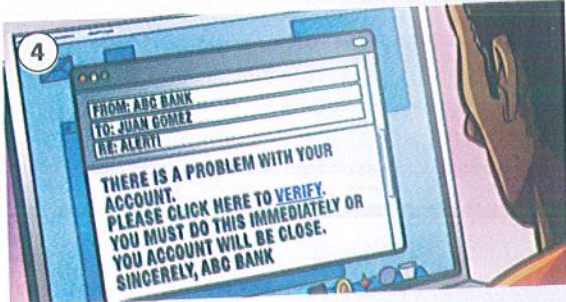 4
FROM: ABC BANK
TO: JUAN GOMEZ
RE: ALERT!
THERE IS A PROBLEM WITH YOUR
ACCOUNT.
PLEASE CLICK HERE TO VERIFY.
YOU MUST DO THIS IMMEDIATELY OR
YOU ACCOUNT WILL BE CLOSE.
SINCERELY, ABC BANK